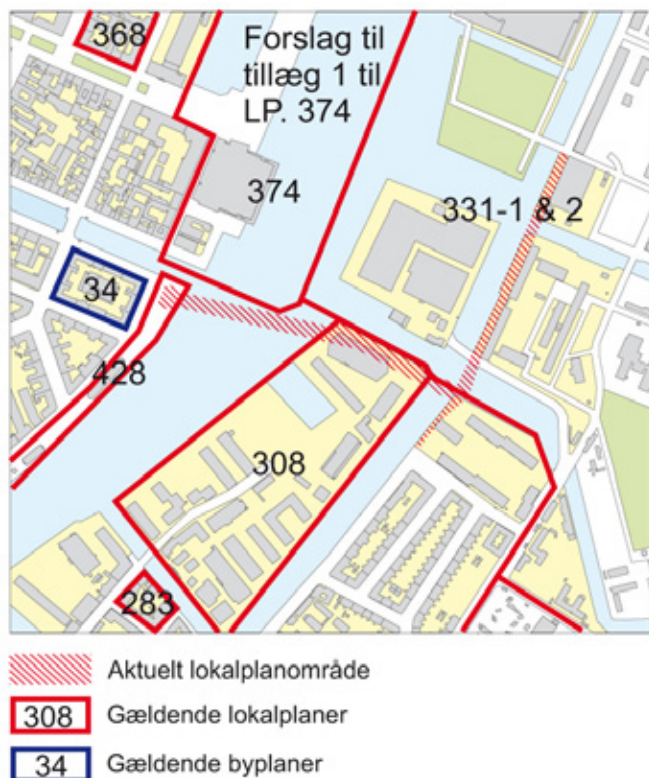 368
Forslag til
tillæg 1 til
LP. 374
374
331-1 & 2
34
428
308
283
Aktuelt lokalplanområde
308 Gældende lokalplaner
34 Gældende byplaner